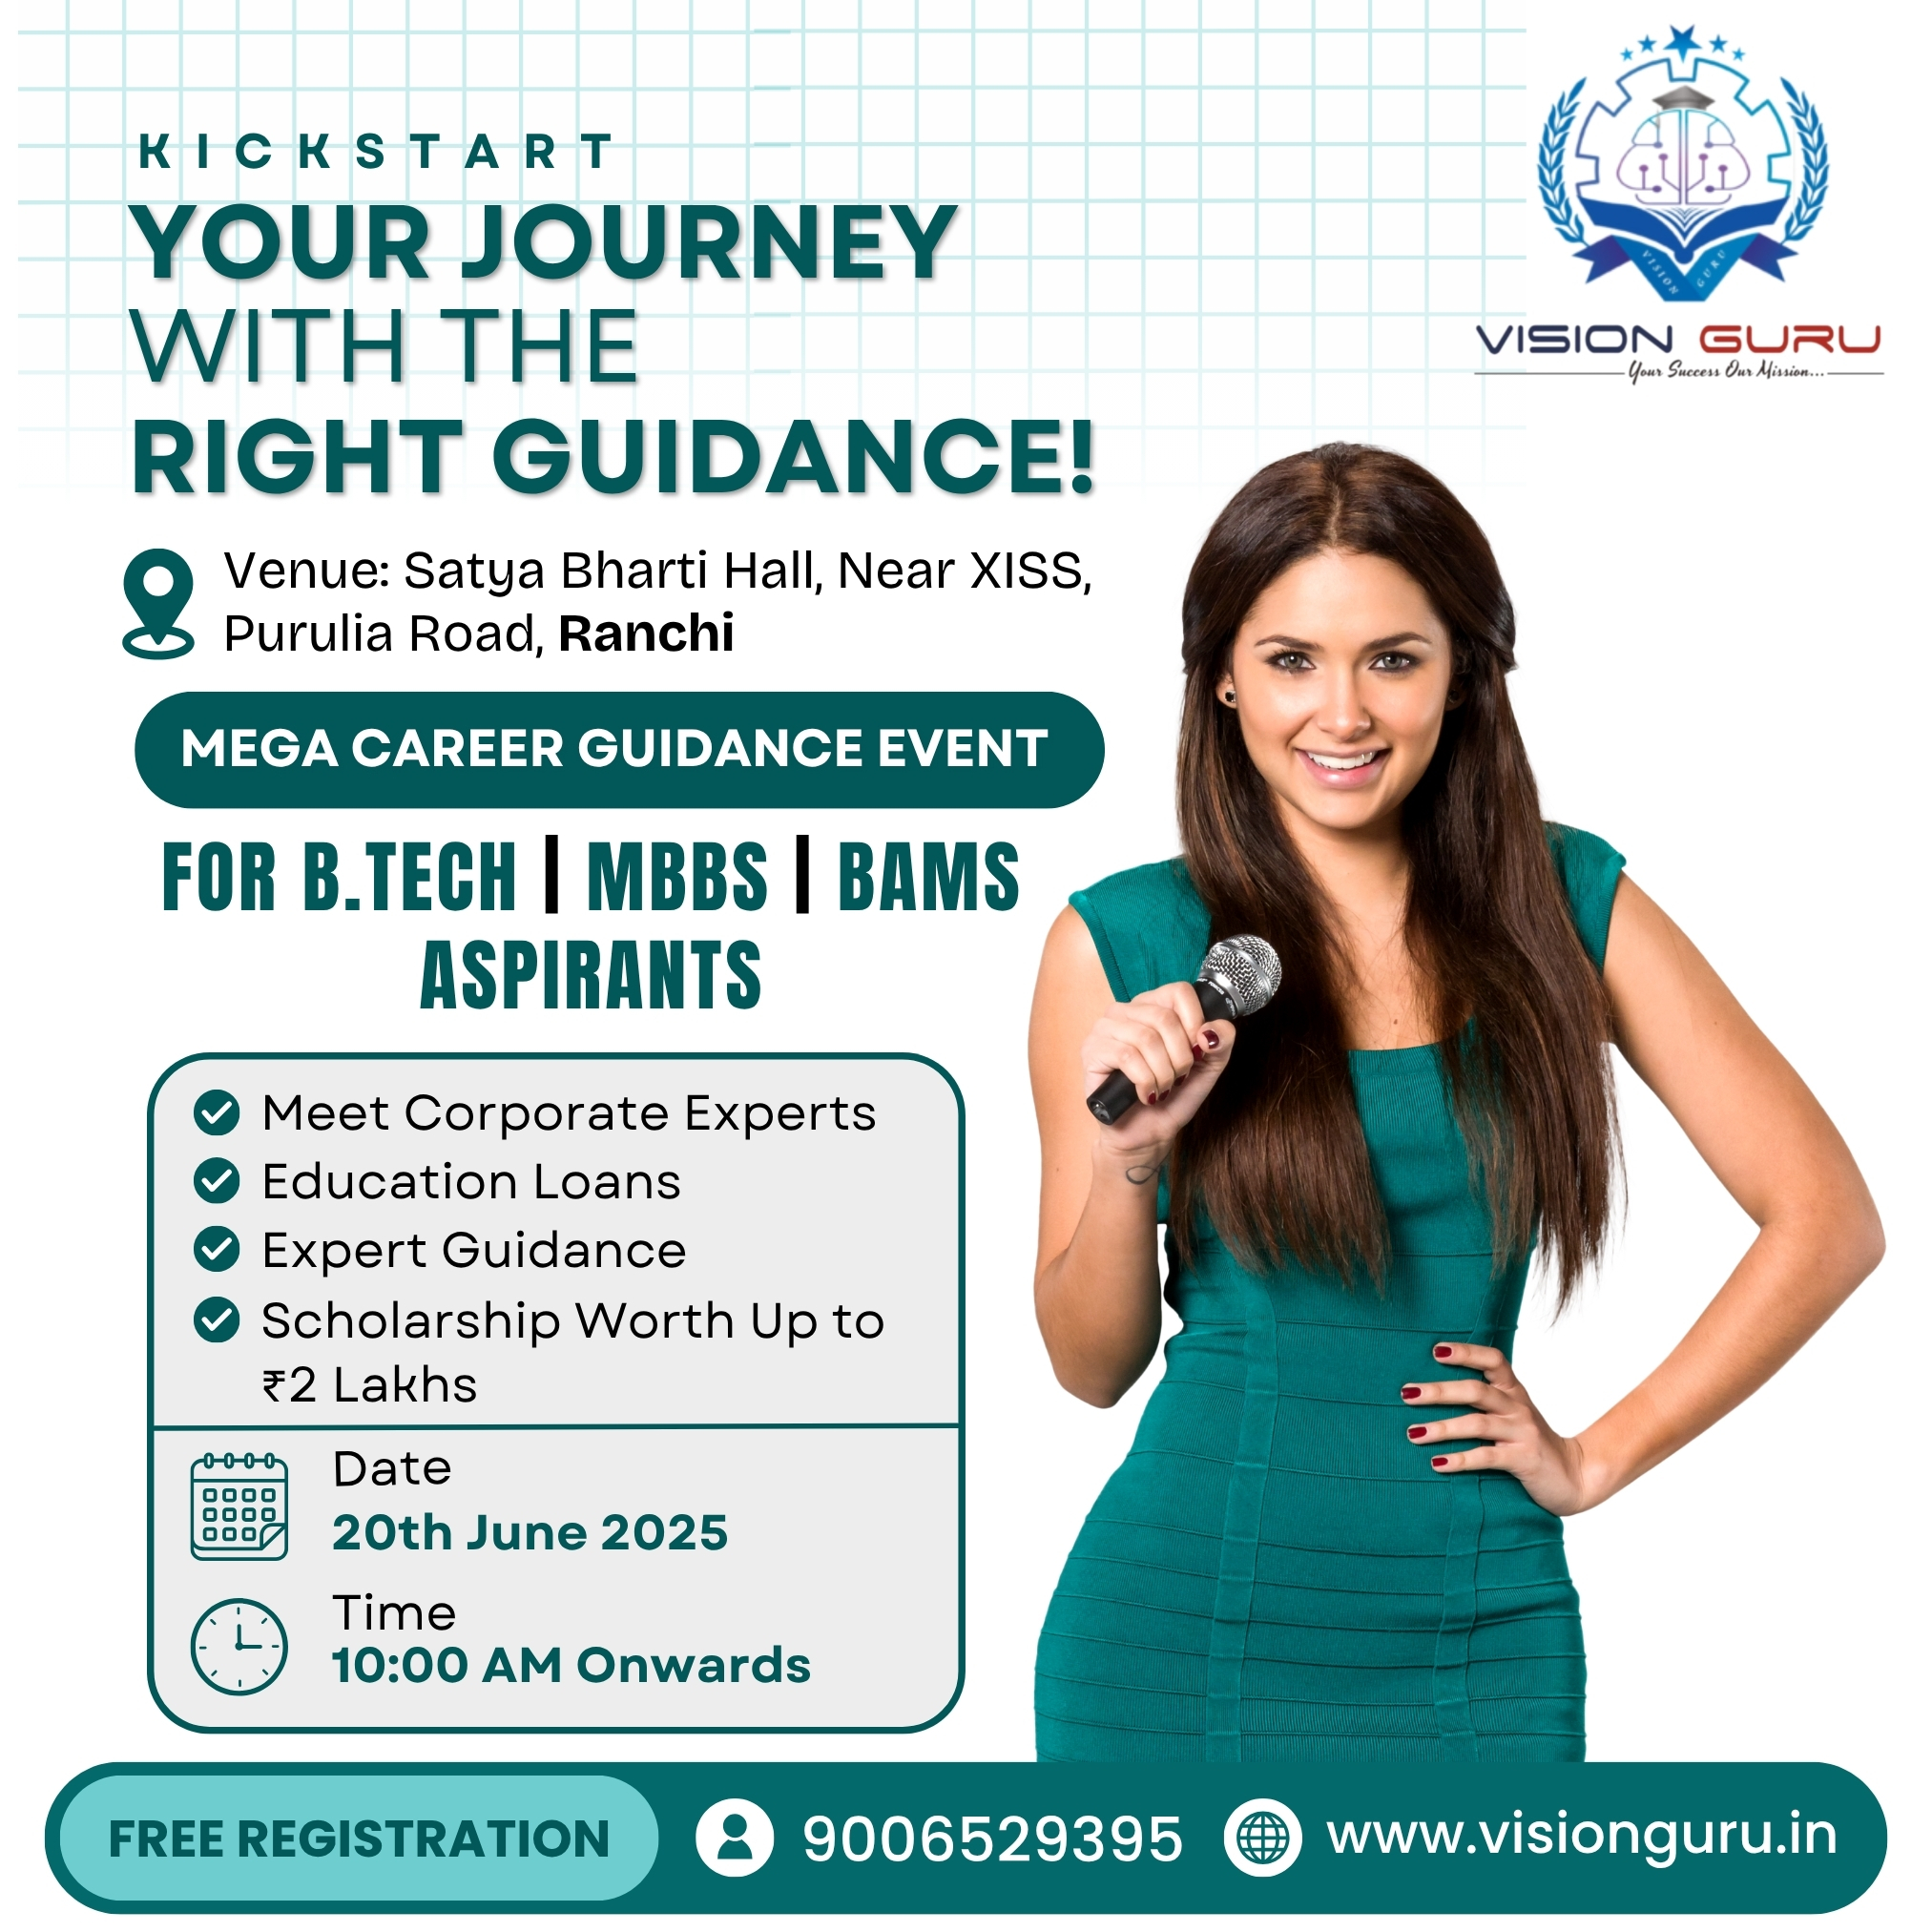 KICKSTART
YOUR JOURNEY
WITH THE
RIGHT GUIDANCE!
VISION GURU
VISION GURU
Your Success Our Mission...
Venue: Satya Bharti Hall, Near XISS,
Purulia Road, Ranchi
MEGA CAREER GUIDANCE EVENT
FOR B.TECH | MBBS | BAMS
ASPIRANTS
Meet Corporate Experts
Education Loans
Expert Guidance
Scholarship Worth Up to
₹2 Lakhs
Date
20th June 2025
Time
10:00 AM Onwards
FREE REGISTRATION
9006529395
www.visionguru.in